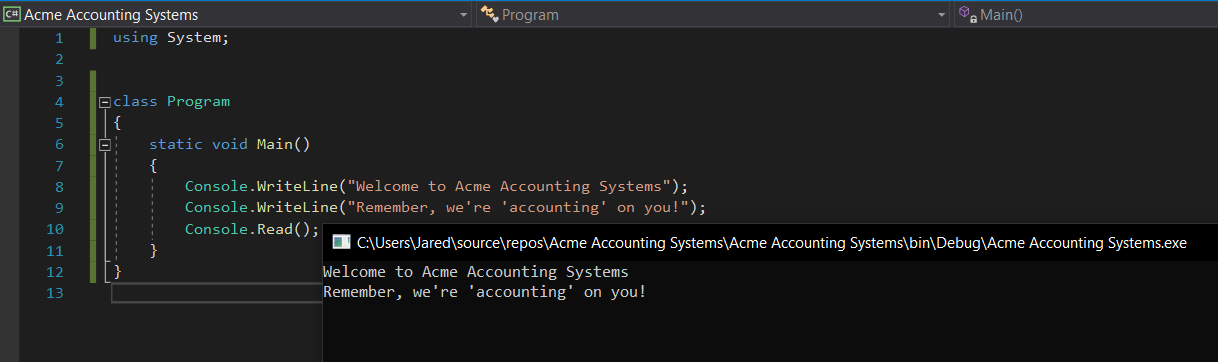 C# Acme Accounting Systems Program Main()
1 using System;
2
3
4 class Program
5 {
6 static void Main()
7 {
8 Console.WriteLine("Welcome to Acme Accounting Systems");
9 Console.WriteLine("Remember, we're 'accounting' on you!");
10 Console.Read();
11 }
12 }
13
C:\Users\Jared\source\repos\Acme Accounting Systems\Acme Accounting Systems\bin\Debug\Acme Accounting Systems.exe
Welcome to Acme Accounting Systems
Remember, we're 'accounting' on you!